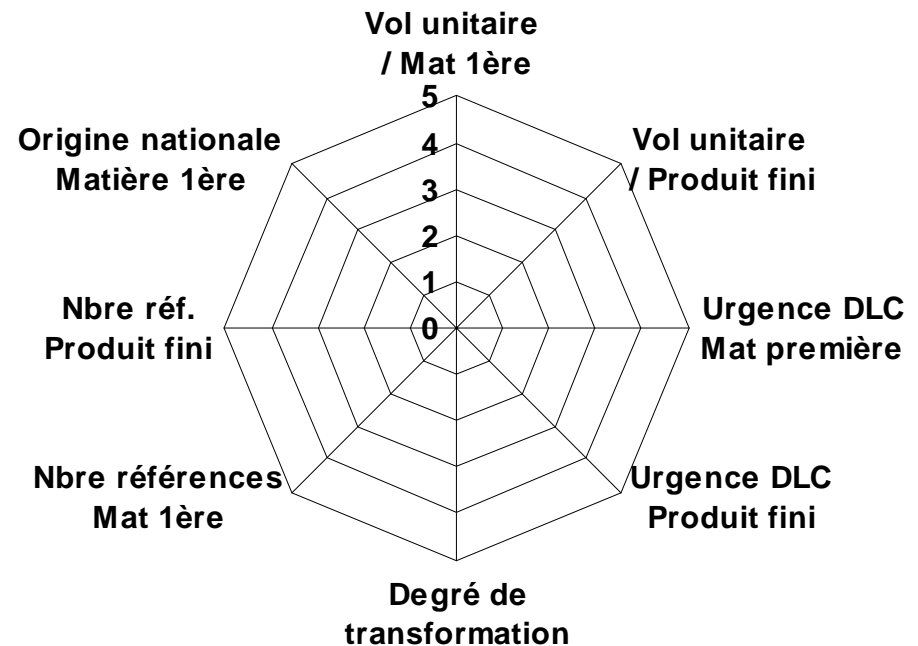 Vol unitaire
/ Mat 1ère
5
4
3
2
1
0
Vol unitaire
/ Produit fini
Urgence DLC
Mat première
Urgence DLC
Produit fini
Degré de
transformation
Nbre références
Mat 1ère
Nbre réf.
Produit fini
Origine nationale
Matière 1ère